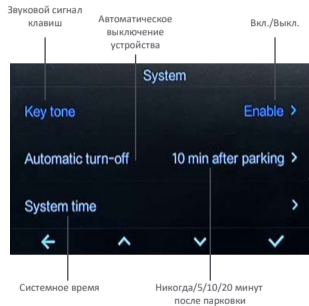 Звуковой сигнал
клавиш
Автоматическое
выключение
устройства
Вкл./Выкл.
System
Key tone
Enable >
Automatic turn-off
10 min after parking >
System time
>
Системное время
Никогда/5/10/20 минут
после парковки